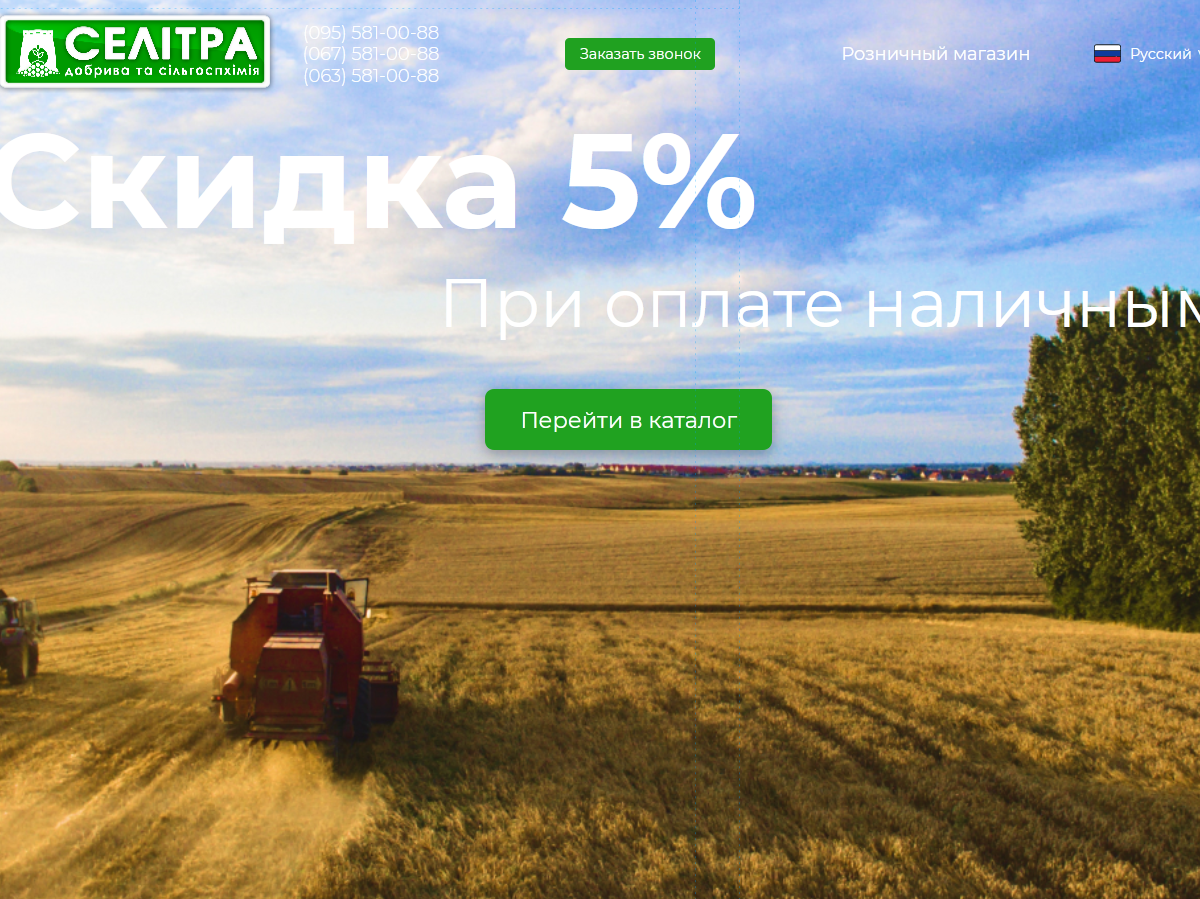 СЕЛІТРА
добрива та сільгоспхімія
(095) 581-00-88
(067) 581-00-88
(063) 581-00-88
Заказать звонок
Розничный магазин
Русский
Скидка 5%
При оплате наличным
Перейти в каталог